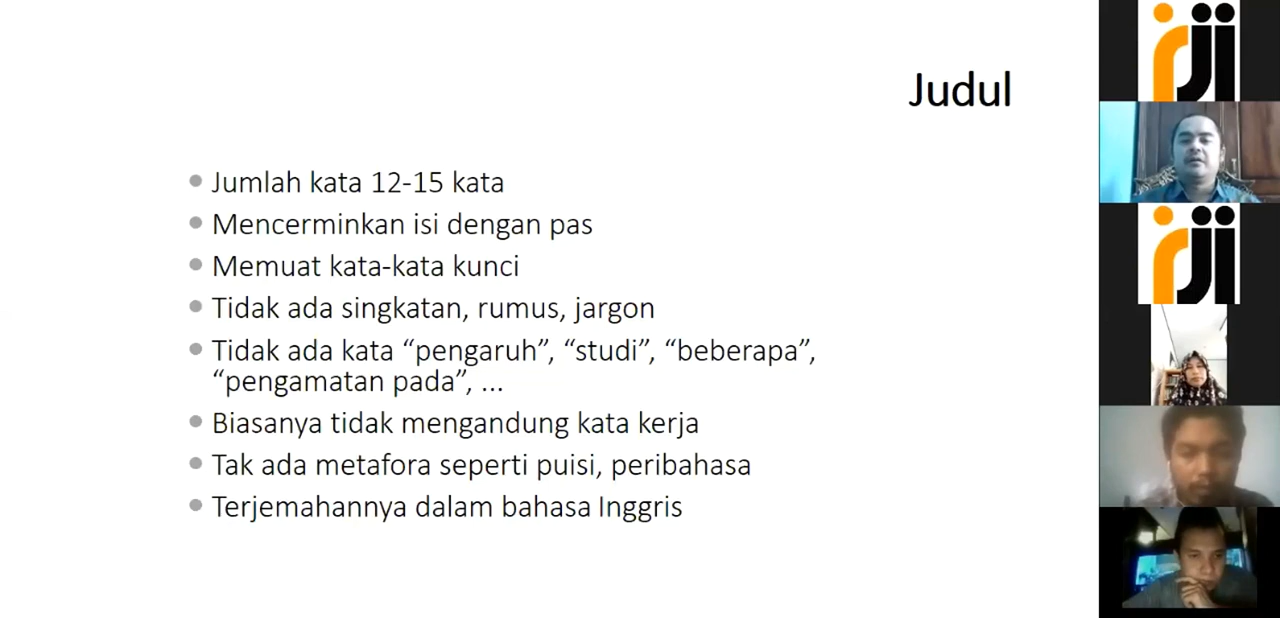 Judul
Jumlah kata 12-15 kata
Mencerminkan isi dengan pas
Memuat kata-kata kunci
Tidak ada singkatan, rumus, jargon
Tidak ada kata “pengaruh”, “studi”, “beberapa”,
“pengamatan pada”, ...
Biasanya tidak mengandung kata kerja
Tak ada metafora seperti puisi, peribahasa
Terjemahannya dalam bahasa Inggris
rji
rji